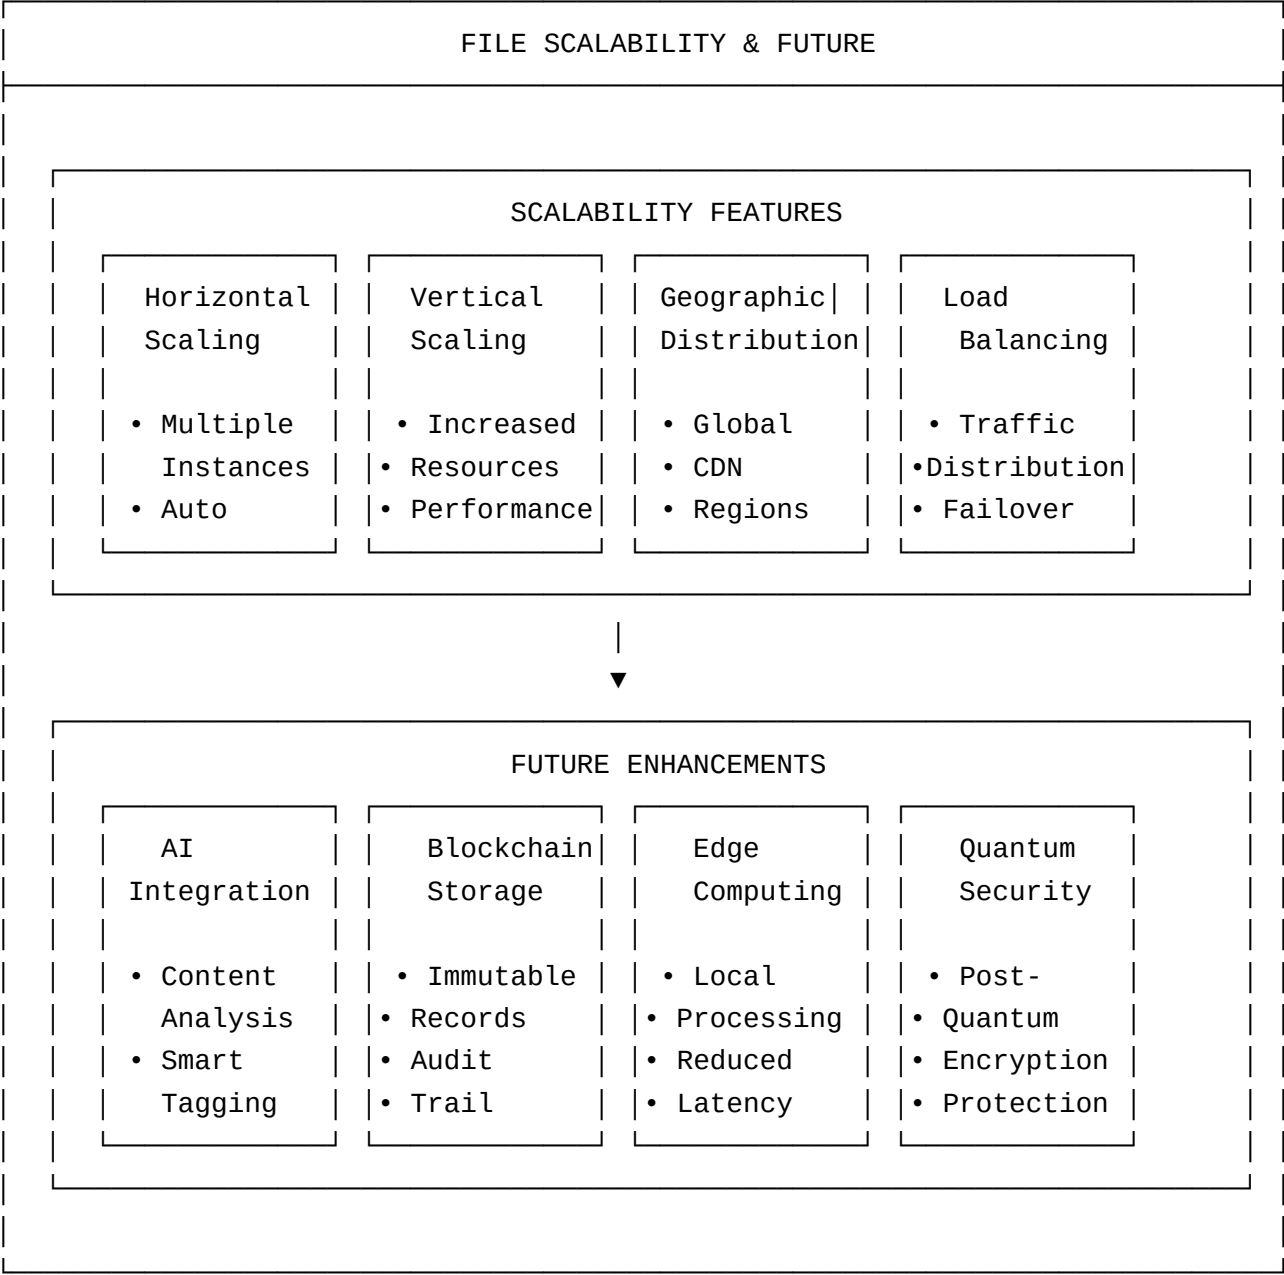 FILE SCALABILITY & FUTURE
SCALABILITY FEATURES
Horizontal Vertical Geographic Load
Scaling Scaling Distribution Balancing
• Multiple • Increased • Global • Traffic
Instances • Resources • CDN •Distribution
• Auto • Performance • Regions • Failover
FUTURE ENHANCEMENTS
AI Blockchain Edge Quantum
Integration Storage Computing Security
• Content • Immutable • Local • Post-
Analysis • Records • Processing • Quantum
• Smart • Audit • Reduced • Encryption
Tagging • Trail • Latency • Protection